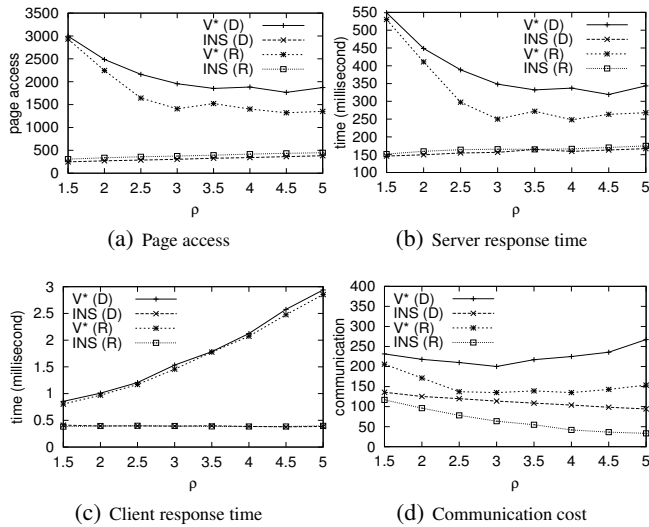 3500
3000
2500
2000
1500
1000
500
0
page access
V* (D)
INS (D)
V* (R)
INS (R)
1.5 2 2.5 3 3.5 4 4.5 5
ρ
(a) Page access
550
500
450
400
350
300
250
200
150
100
time (millisecond)
V* (D)
INS (D)
V* (R)
INS (R)
1.5 2 2.5 3 3.5 4 4.5 5
ρ
(b) Server response time
3
2.5
2
1.5
1
0.5
0
time (millisecond)
V* (D)
INS (D)
V* (R)
INS (R)
1.5 2 2.5 3 3.5 4 4.5 5
ρ
(c) Client response time
400
350
300
250
200
150
100
50
0
communication
V* (D)
INS (D)
V* (R)
INS (R)
1.5 2 2.5 3 3.5 4 4.5 5
ρ
(d) Communication cost